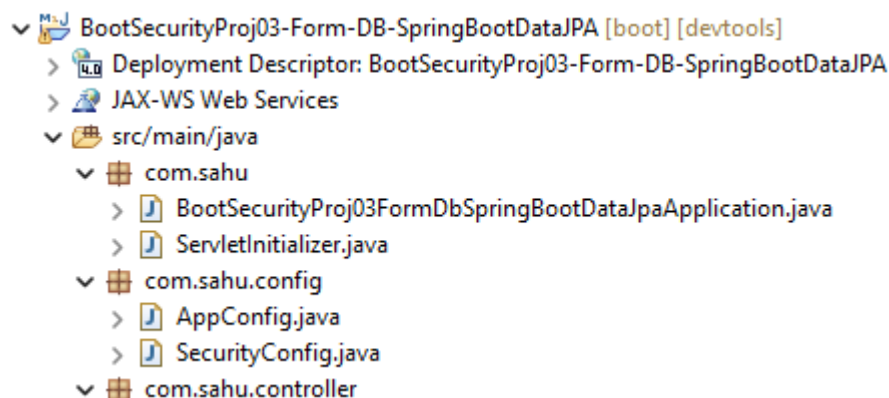 BootSecurityProj03-Form-DB-SpringBootDataJPA [boot] [devtools]
Deployment Descriptor: BootSecurityProj03-Form-DB-SpringBootDataJPA
JAX-WS Web Services
src/main/java
com.sahu
BootSecurityProj03FormDbSpringBootDataJpaApplication.java
ServletInitializer.java
com.sahu.config
AppConfig.java
SecurityConfig.java
com.sahu.controller